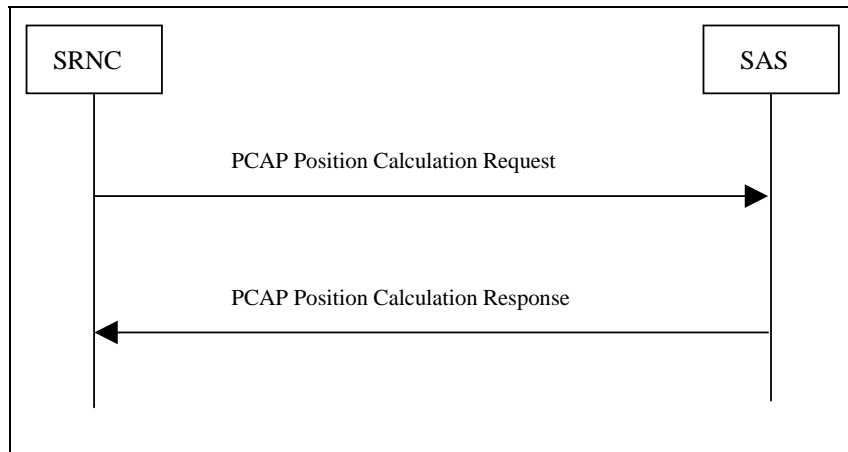 SRNC
SAS
PCAP Position Calculation Request
PCAP Position Calculation Response